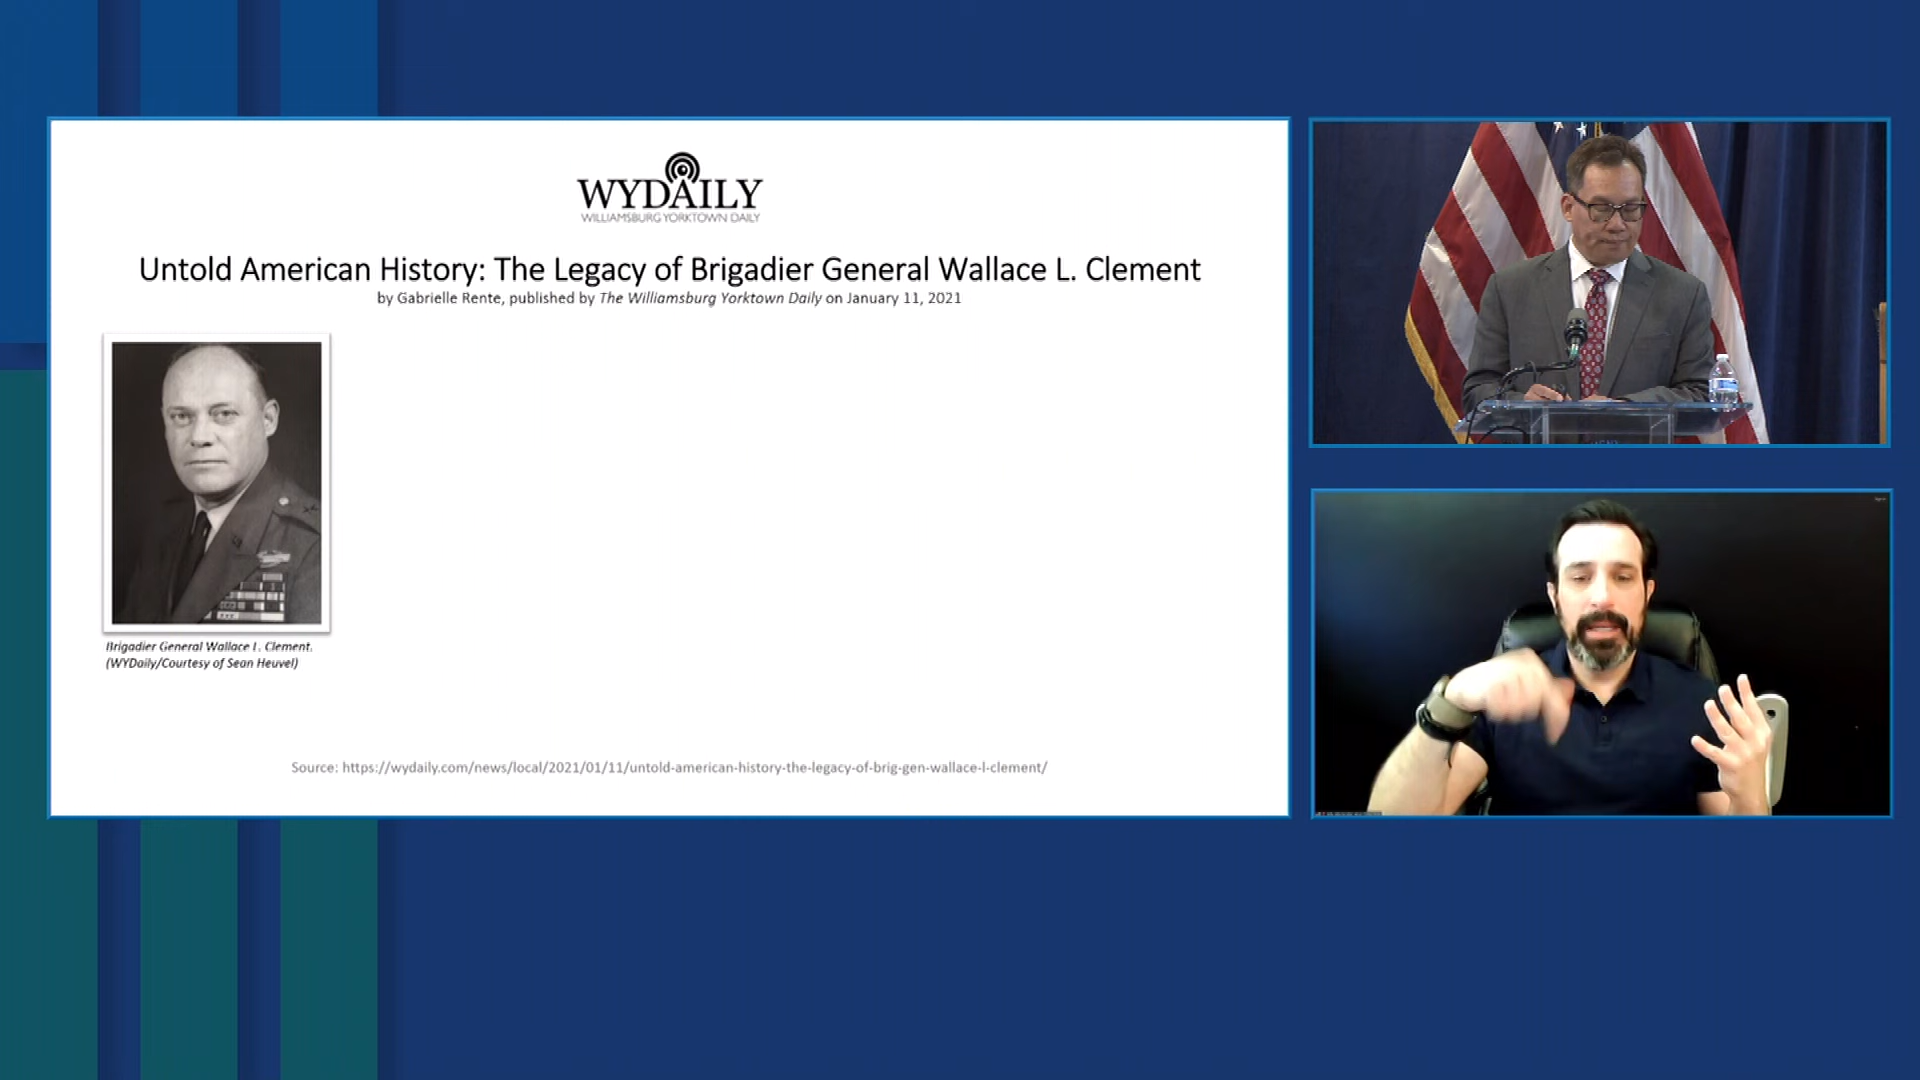 WYDAILY
WILLIAMSBURG YORKTOWN DAILY
Untold American History: The Legacy of Brigadier General Wallace L. Clement
by Gabrielle Rente, published by The Williamsburg Yorktown Daily on January 11, 2021
Brigadier General Wallace L. Clement.
(WYDaily/Courtesy of Sean Heuvel)
Source: https://wydaily.com/news/local/2021/01/11/untold-american-history-the-legacy-of-brig-gen-wallace-l-clement/